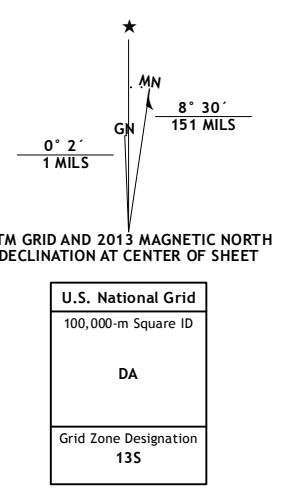 MN
8° 30´
151 MILS
GN
0° 2´
1 MILS
TM GRID AND 2013 MAGNETIC NORTH
DECLINATION AT CENTER OF SHEET
U.S. National Grid
100,000-m Square ID
DA
Grid Zone Designation
13S